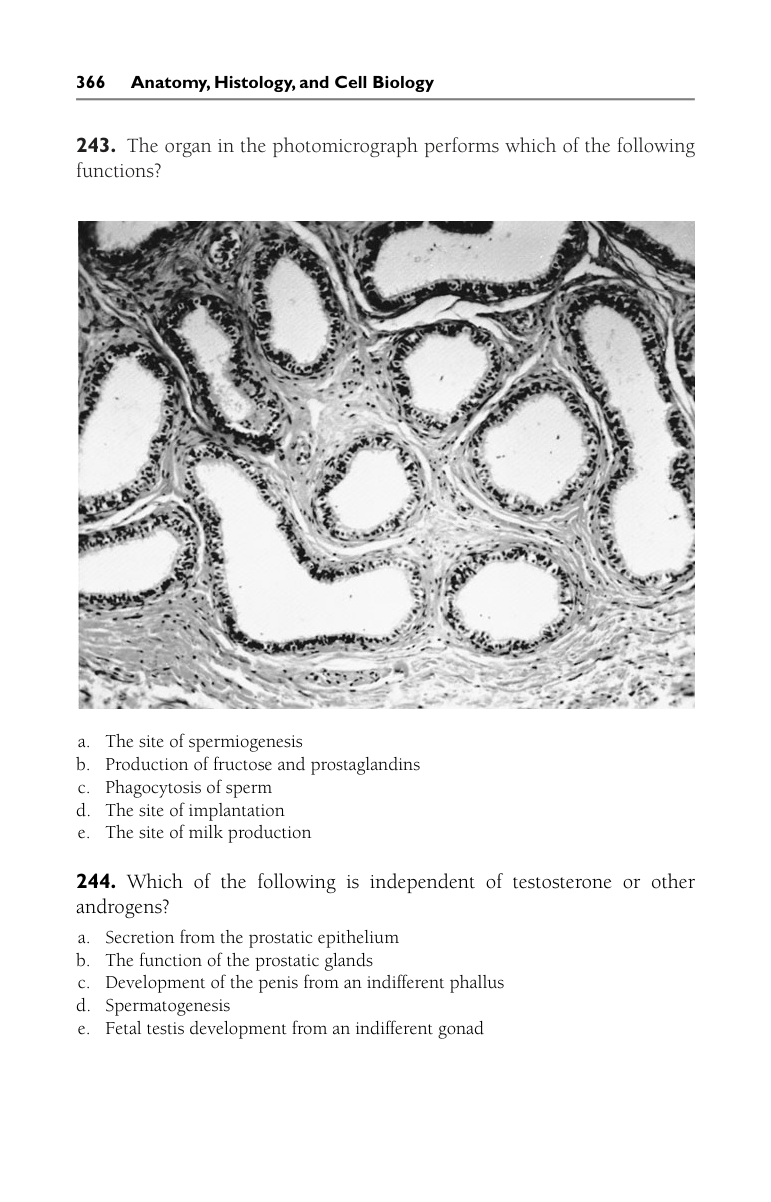 366 Anatomy, Histology, and Cell Biology
243. The organ in the photomicrograph performs which of the following
functions?
a. The site of spermiogenesis
b. Production of fructose and prostaglandins
c. Phagocytosis of sperm
d. The site of implantation
e. The site of milk production
244. Which of the following is independent of testosterone or other
androgens?
a. Secretion from the prostatic epithelium
b. The function of the prostatic glands
c. Development of the penis from an indifferent phallus
d. Spermatogenesis
e. Fetal testis development from an indifferent gonad